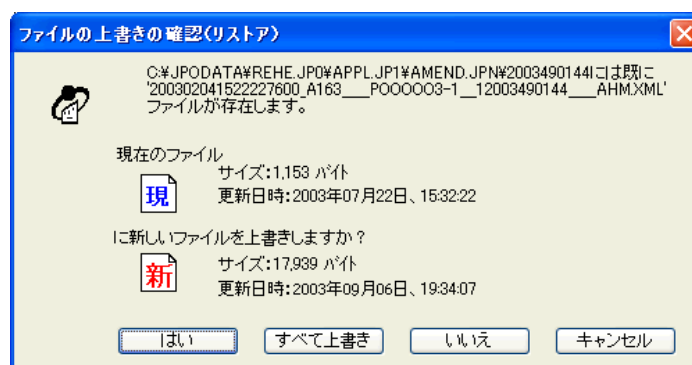 ファイルの上書きの確認(リストア)
C:¥JPODATA¥REHE.JP0¥APPL.JP1¥AMEND.JPN¥2003490144には既に
'200302041522227600_A163___P000003-1__12003490144____AHM.XML'
ファイルが存在します。
現在のファイル
サイズ:1,153 バイト
現
更新日時:2003年07月22日、15:32:22
に新しいファイルを上書きしますか?
サイズ:17,939 バイト
新
更新日時:2003年09月06日、19:34:07
はい すべて上書き いいえ キャンセル